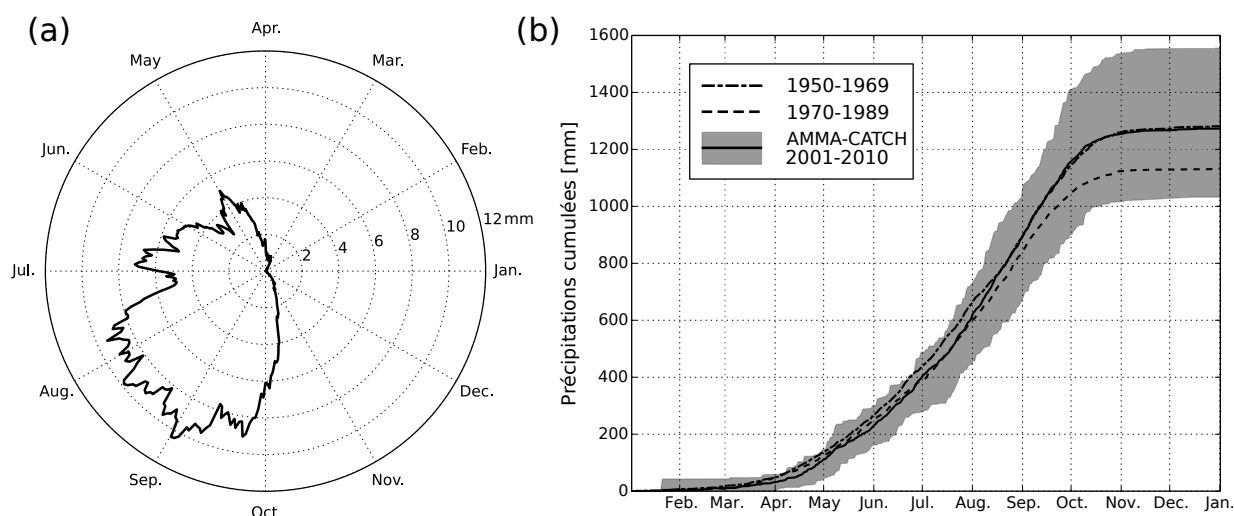 (a)
Apr.
May
Mar.
Jun.
Feb.
Jul.
2
4
6
8
10
12 mm
Jan.
Aug.
Dec.
Sep.
Nov.
Oct.
(b)
Précipitations cumulées [mm]
1600
1400
1200
1000
800
600
400
200
0
1950-1969
1970-1989
AMMA-CATCH
2001-2010
Feb. Mar. Apr. May Jun. Jul. Aug. Sep. Oct. Nov. Dec. Jan.